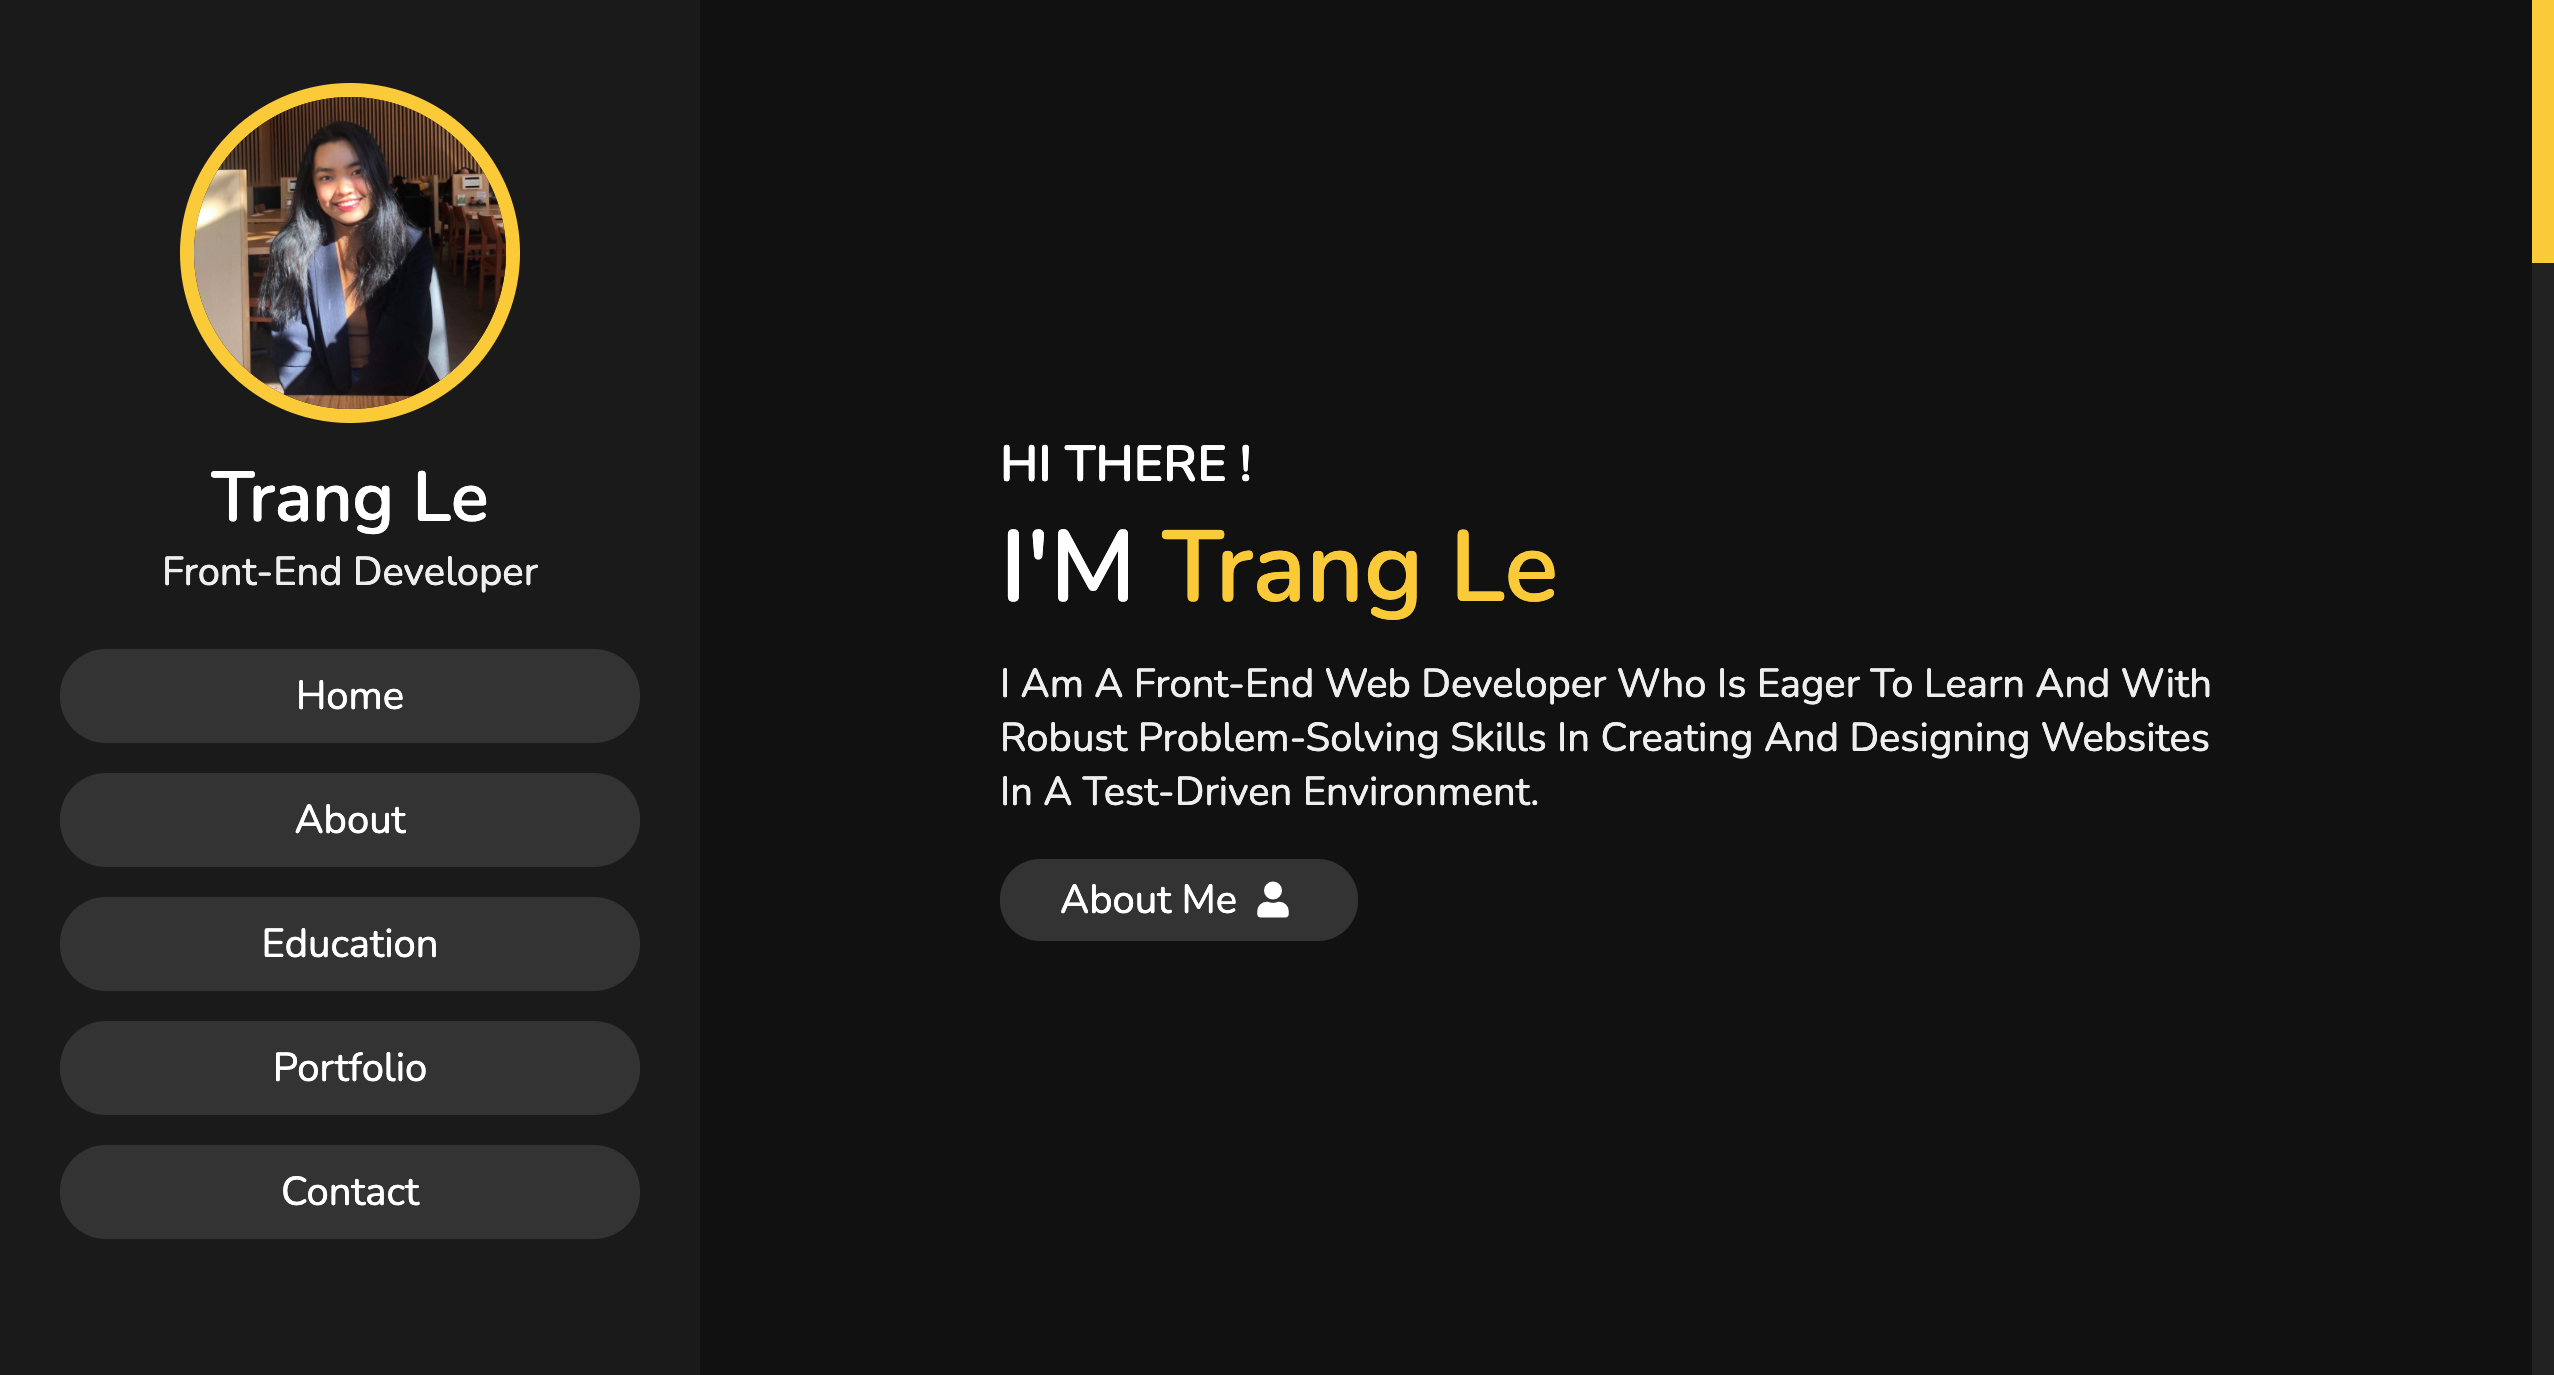 Trang Le
Front-End Developer
Home
About
Education
Portfolio
Contact
HI THERE !
I'M Trang Le
I Am A Front-End Web Developer Who Is Eager To Learn And With
Robust Problem-Solving Skills In Creating And Designing Websites
In A Test-Driven Environment.
About Me